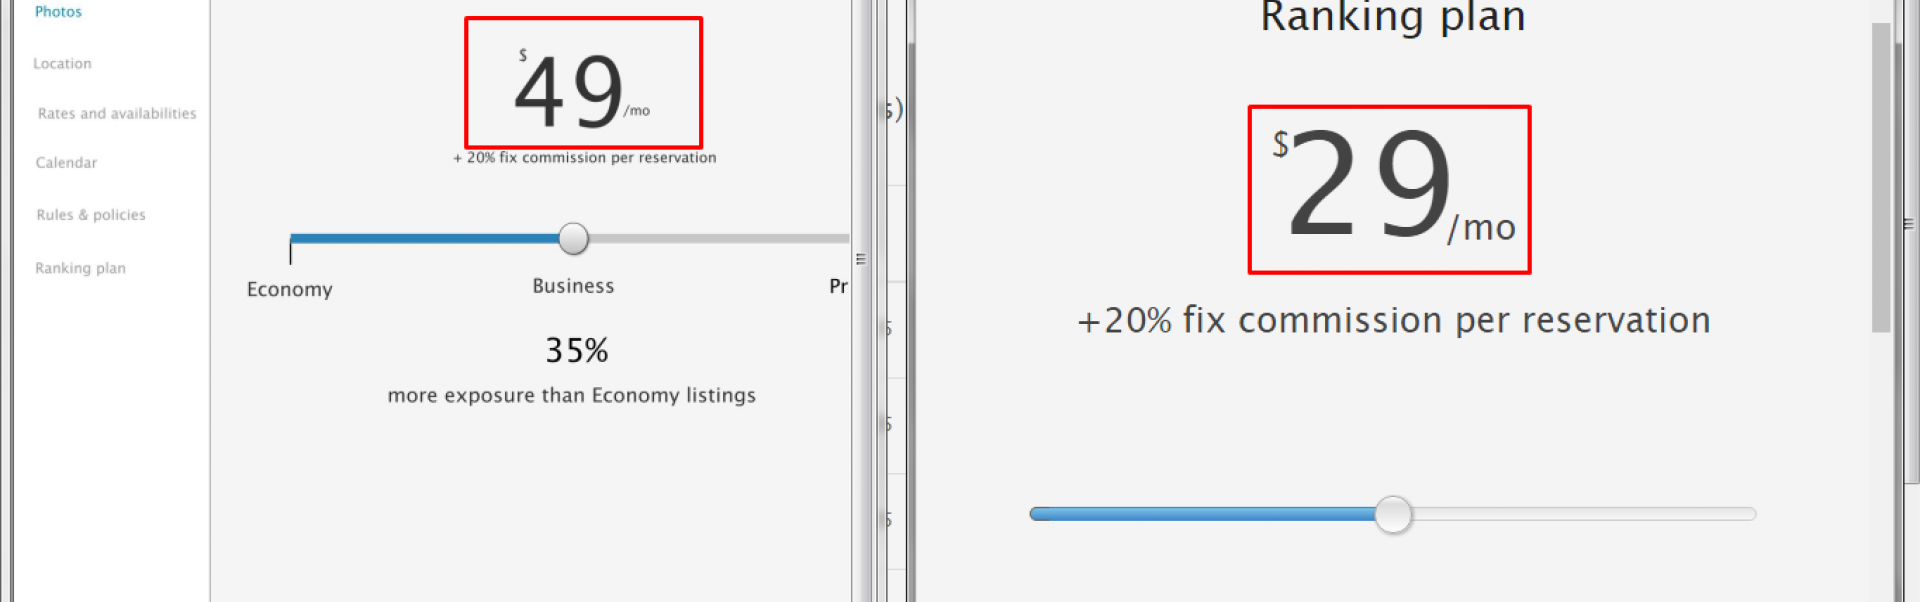 Photos
Location
Rates and availabilities
Calendar
Rules & policies
Ranking plan
$49/mo
+ 20% fix commission per reservation
Economy
Business
Pr
35%
more exposure than Economy listings
s)
Ranking plan
$29/mo
+20% fix commission per reservation